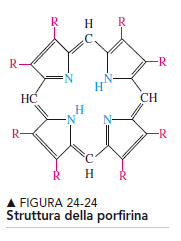 R H R
C
R R
N N
H
HC CH
H
N N
R R
C
R H R
▲ FIGURA 24-24
Struttura della porfirina